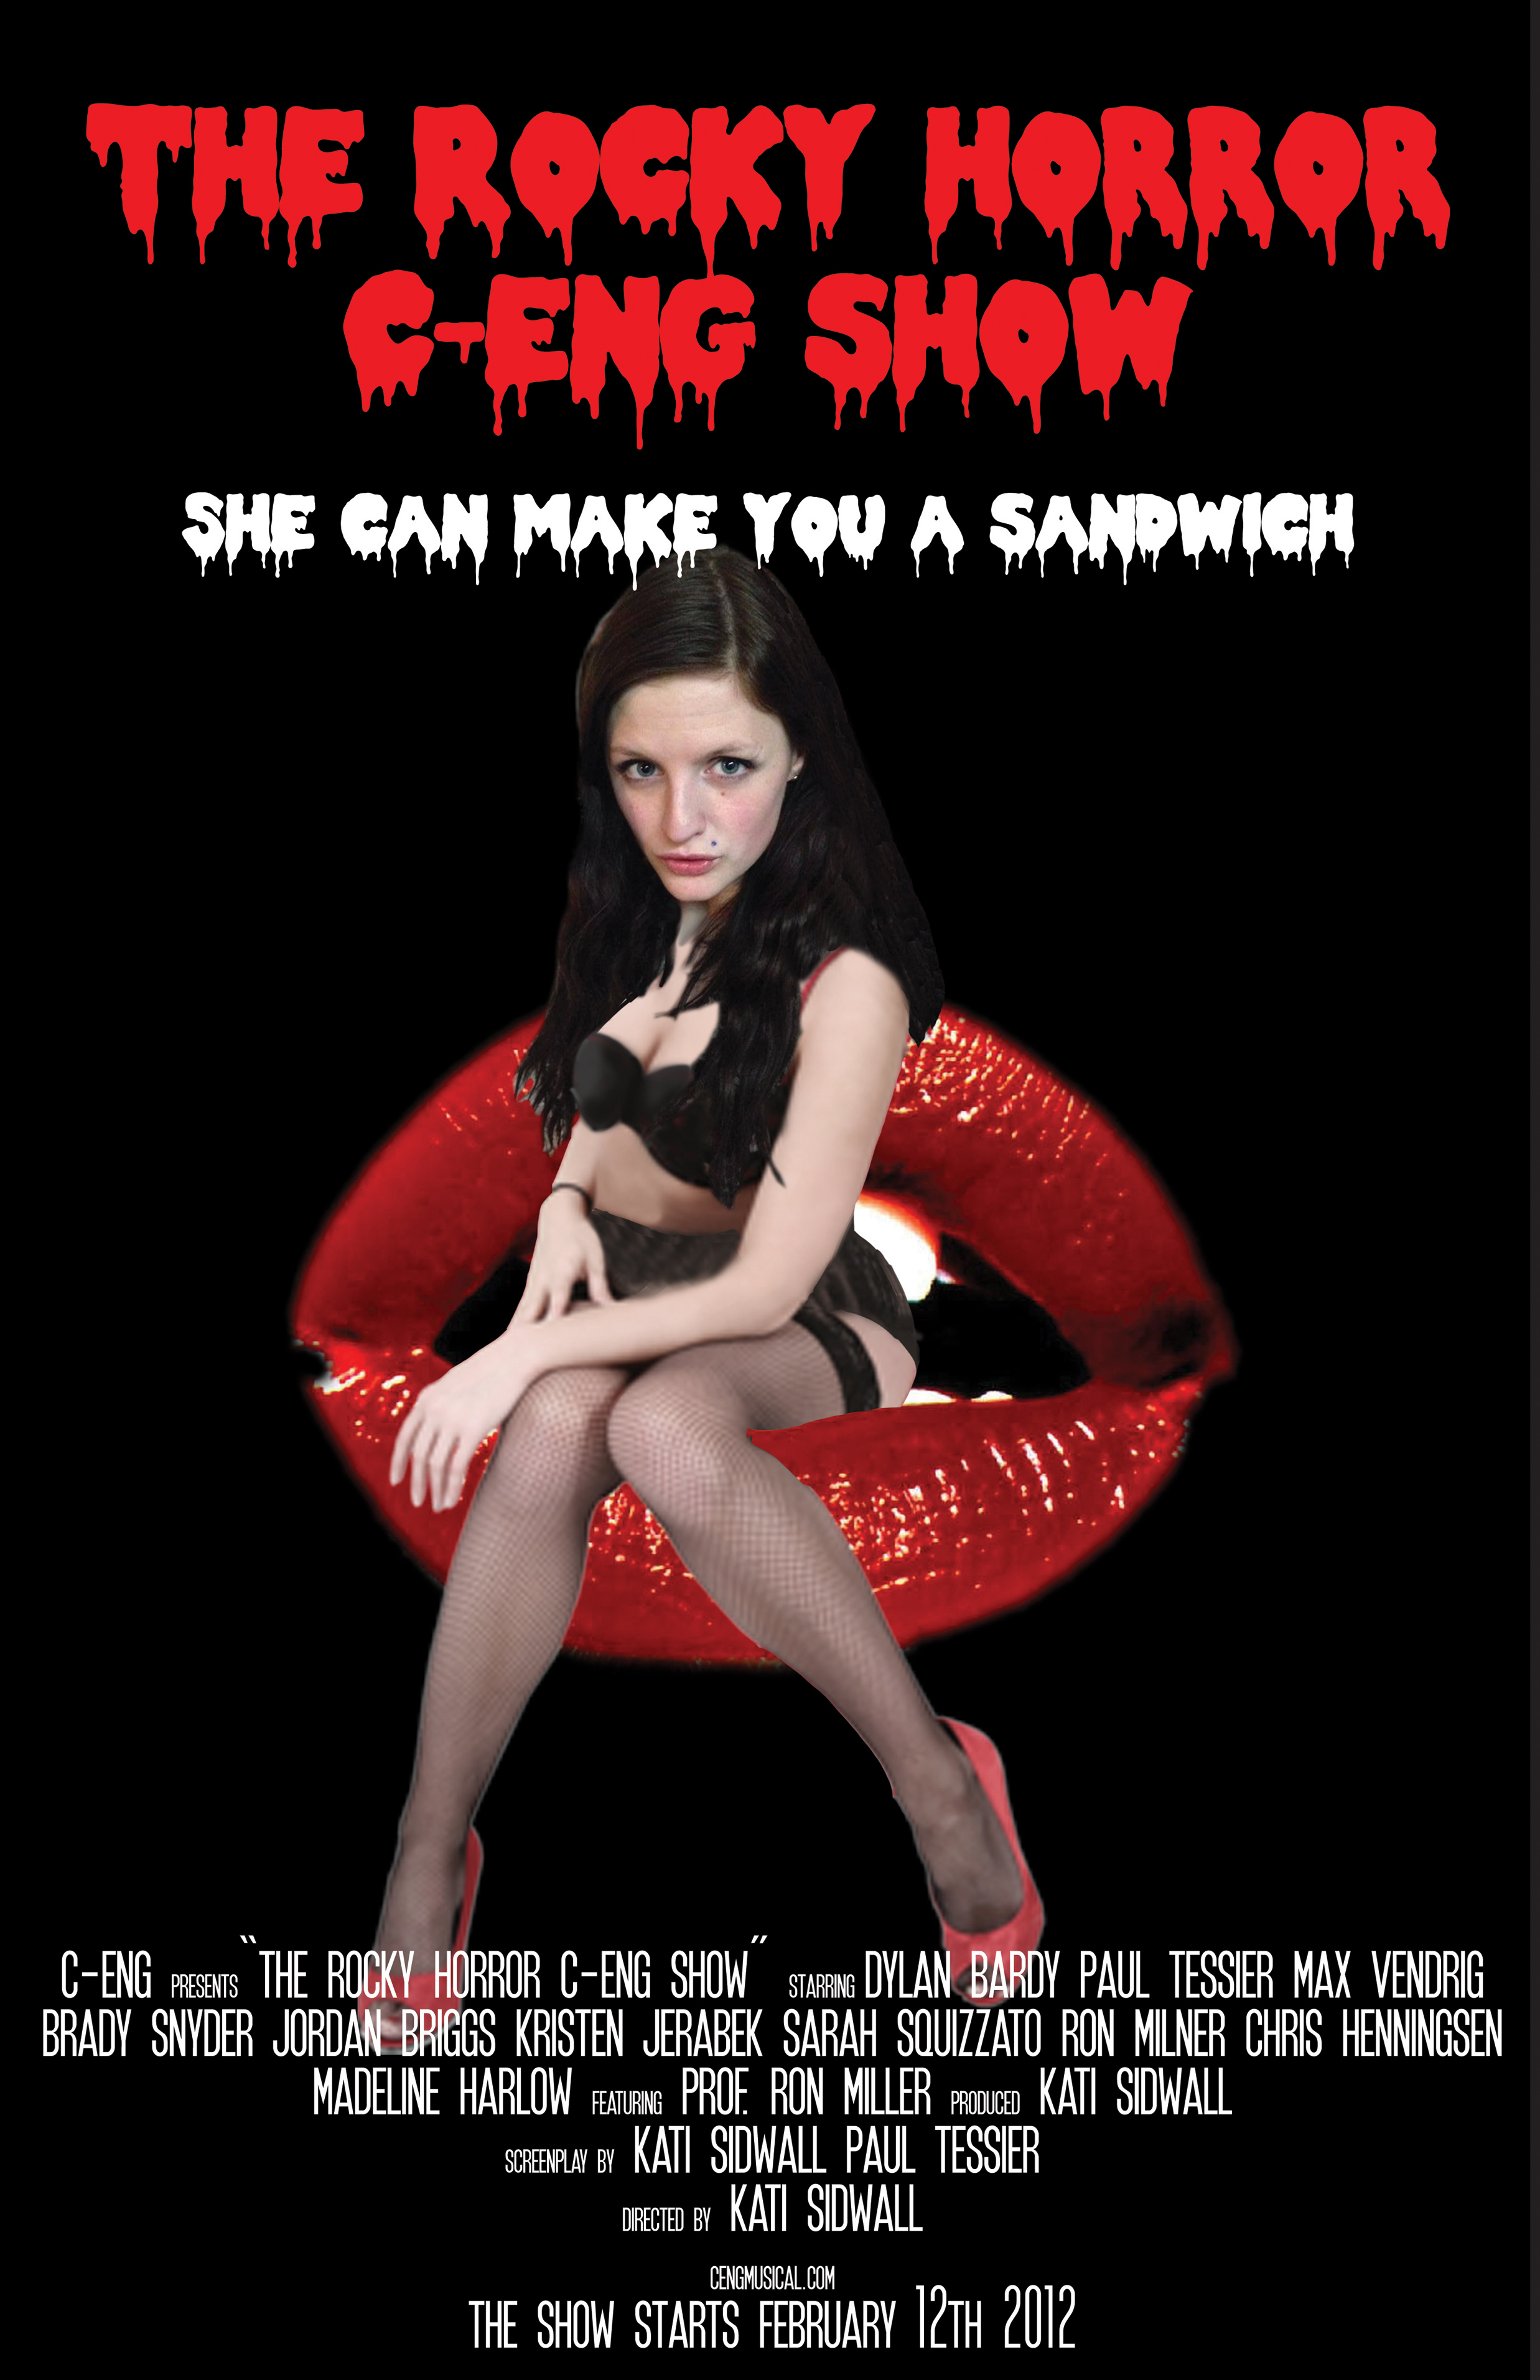 THE ROCKY HORROR
C-ENG SHOW
SHE CAN MAKE YOU A SANDWICH
C-ENG PRESENTS "THE ROCKY HORROR C-ENG SHOW" STARRING DYLAN BARDY PAUL TESSIER MAX VENDRIG
BRADY SNYDER JORDAN BRIGGS KRISTEN JERABEK SARAH SQUIZZATO RON MILNER CHRIS HENNINGSEN
MADELINE HARLOW FEATURING PROF. RON MILLER PRODUCED KATI SIDWALL
SCREENPLAY BY KATI SIDWALL PAUL TESSIER
DIRECTED BY KATI SIDWALL
CENGMUSICAL.COM
THE SHOW STARTS FEBRUARY 12TH 2012